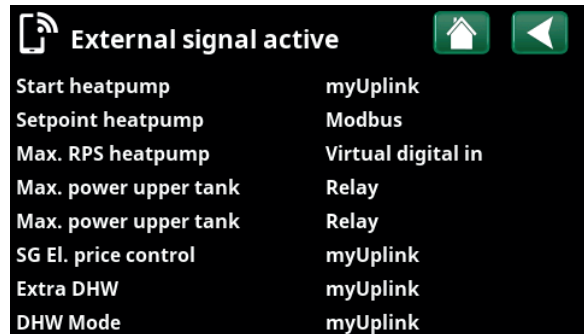 External signal active
Start heatpump myUplink
Setpoint heatpump Modbus
Max. RPS heatpump Virtual digital in
Max. power upper tank Relay
Max. power upper tank Relay
SG El. price control myUplink
Extra DHW myUplink
DHW Mode myUplink